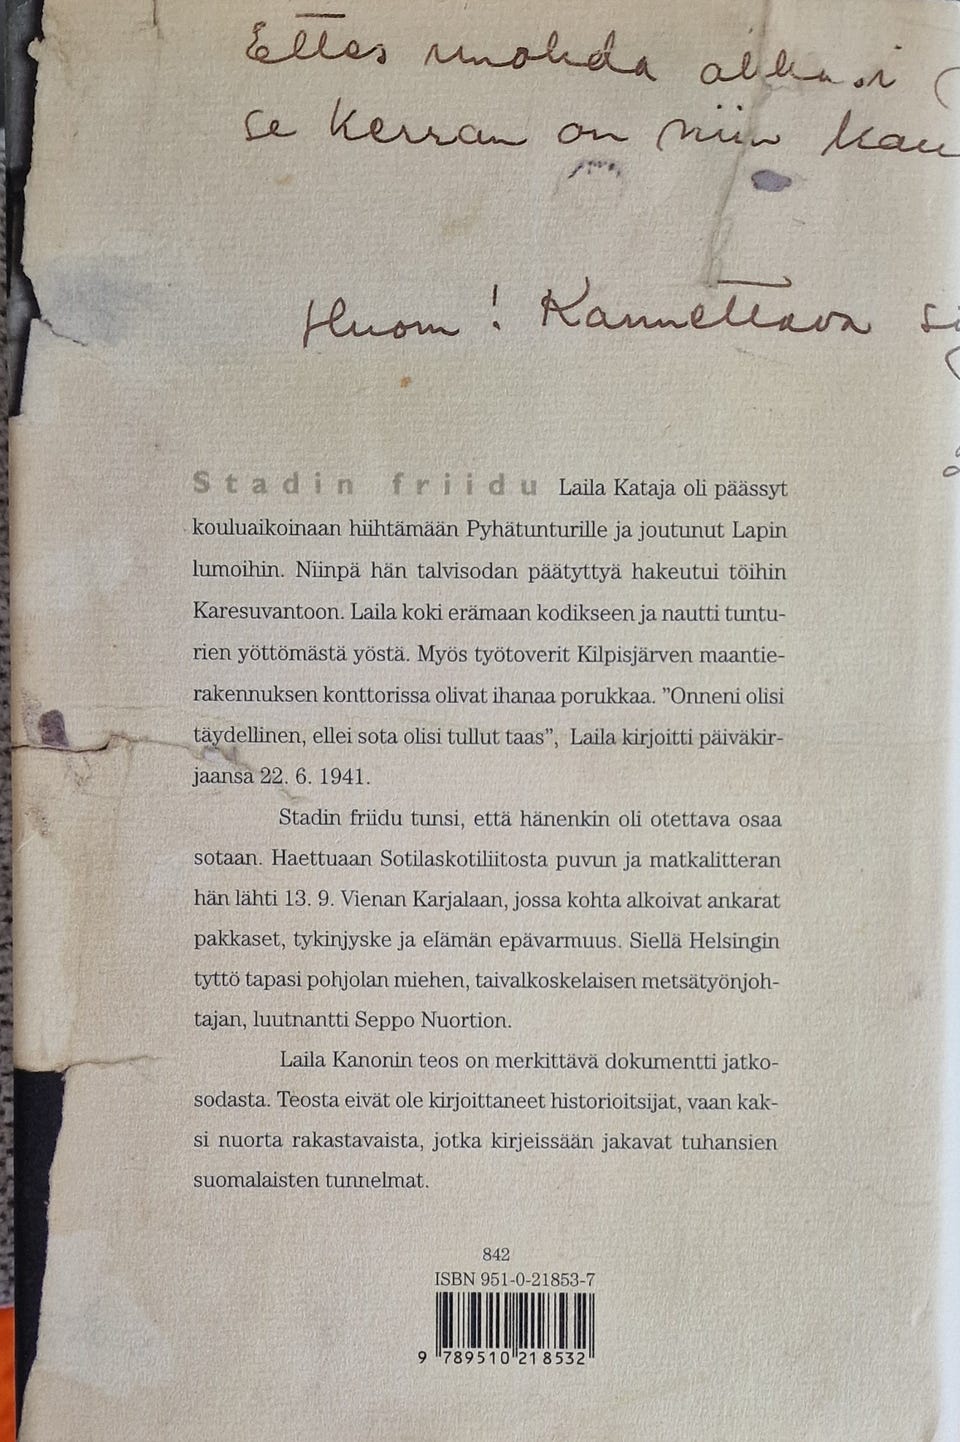 Ettes unohda
se kerran on niin kau
Huom! Kannettava
Stadin friidu Laila Kataja oli päässyt
kouluaikoinaan hiihtämään Pyhätunturille ja joutunut Lapin
lumoihin. Niinpä hän talvisodan päätyttyä hakeutui töihin
Karesuvantoon. Laila koki erämaan kodikseen ja nautti tuntu-
rien yöttömästä yöstä. Myös työtoverit Kilpisjärven maantie-
rakennuksen konttorissa olivat ihanaa porukkaa. ”Onneni olisi
täydellinen, ellei sota olisi tullut taas”, Laila kirjoitti päiväkir-
jaansa 22. 6. 1941.
Stadin friidu tunsi, että hänenkin oli otettava osaa
sotaan. Haettuaan Sotilaskotiliitosta puvun ja matkalitteran
hän lähti 13. 9. Vienan Karjalaan, jossa kohta alkoivat ankarat
pakkaset, tykinjyske ja elämän epävarmuus. Siellä Helsingin
tyttö tapasi pohjolan miehen, taivalkoskelaisen metsätyönjoh-
tajan, luutnantti Seppo Nuortion.
Laila Kanonin teos on merkittävä dokumentti jatko-
sodasta. Teosta eivät ole kirjoittaneet historioitsijat, vaan kak-
si nuorta rakastavaista, jotka kirjeissään jakavat tuhansien
suomalaisten tunnelmat.
842
ISBN 951-0-21853-7
9 789510 218532